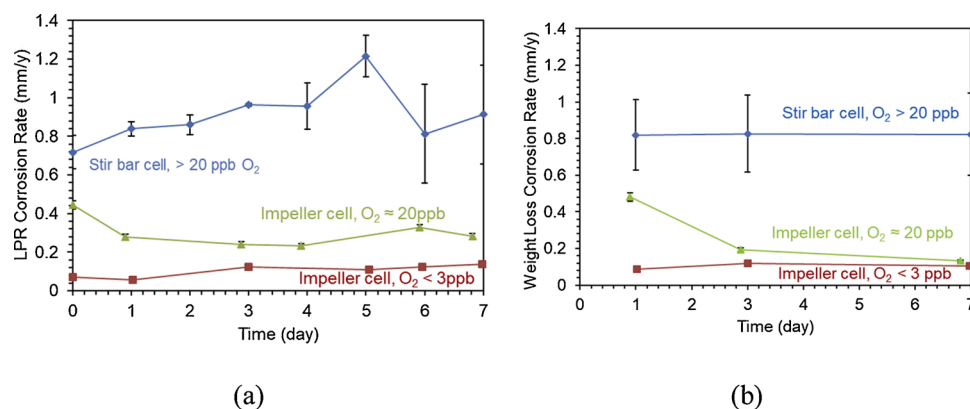 1.4
1.2
1
0.8
0.6
0.4
0.2
0
LPR Corrosion Rate (mm/y)
Stir bar cell, > 20 ppb O₂
Impeller cell, O₂ ≈ 20ppb
Impeller cell, O₂ < 3ppb
0 1 2 3 4 5 6 7
Time (day)
(a)
1.4
1.2
1
0.8
0.6
0.4
0.2
0
Weight Loss Corrosion Rate (mm/y)
Stir bar cell, O₂ > 20 ppb
Impeller cell, O₂ ≈ 20 ppb
Impeller cell, O₂ < 3 ppb
0 1 2 3 4 5 6 7
Time (day)
(b)